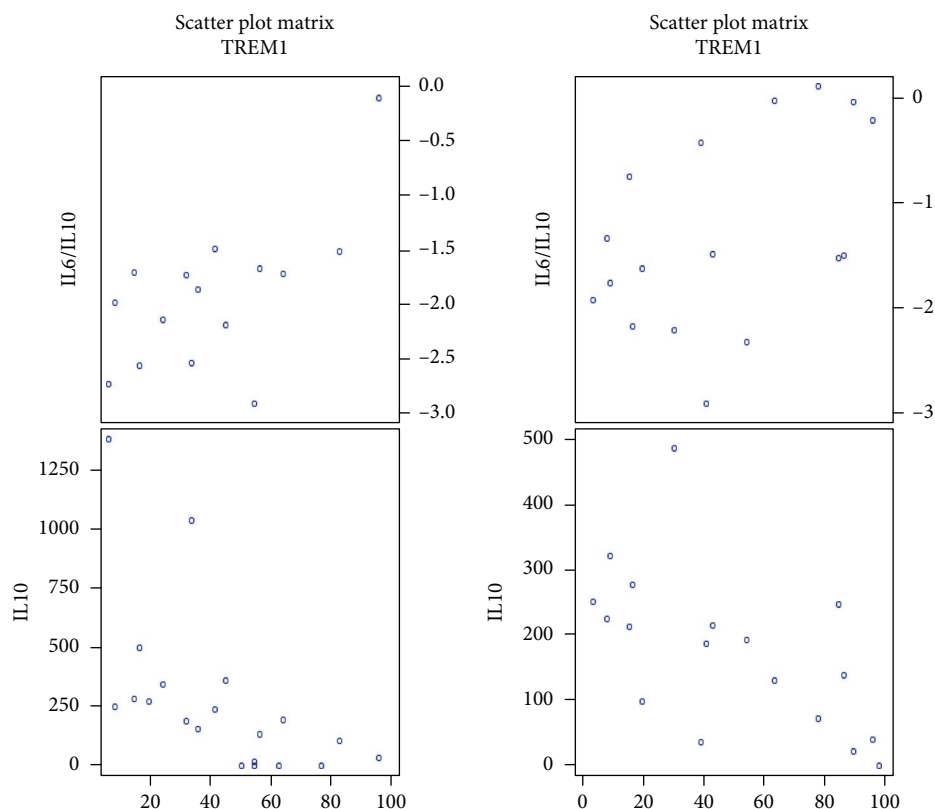 Scatter plot matrix
TREM1
IL6/IL10
0.0
–0.5
–1.0
–1.5
–2.0
–2.5
–3.0
IL10
1250
1000
750
500
250
0
20 40 60 80 100
Scatter plot matrix
TREM1
IL6/IL10
0
–1
–2
–3
IL10
500
400
300
200
100
0
0 20 40 60 80 100